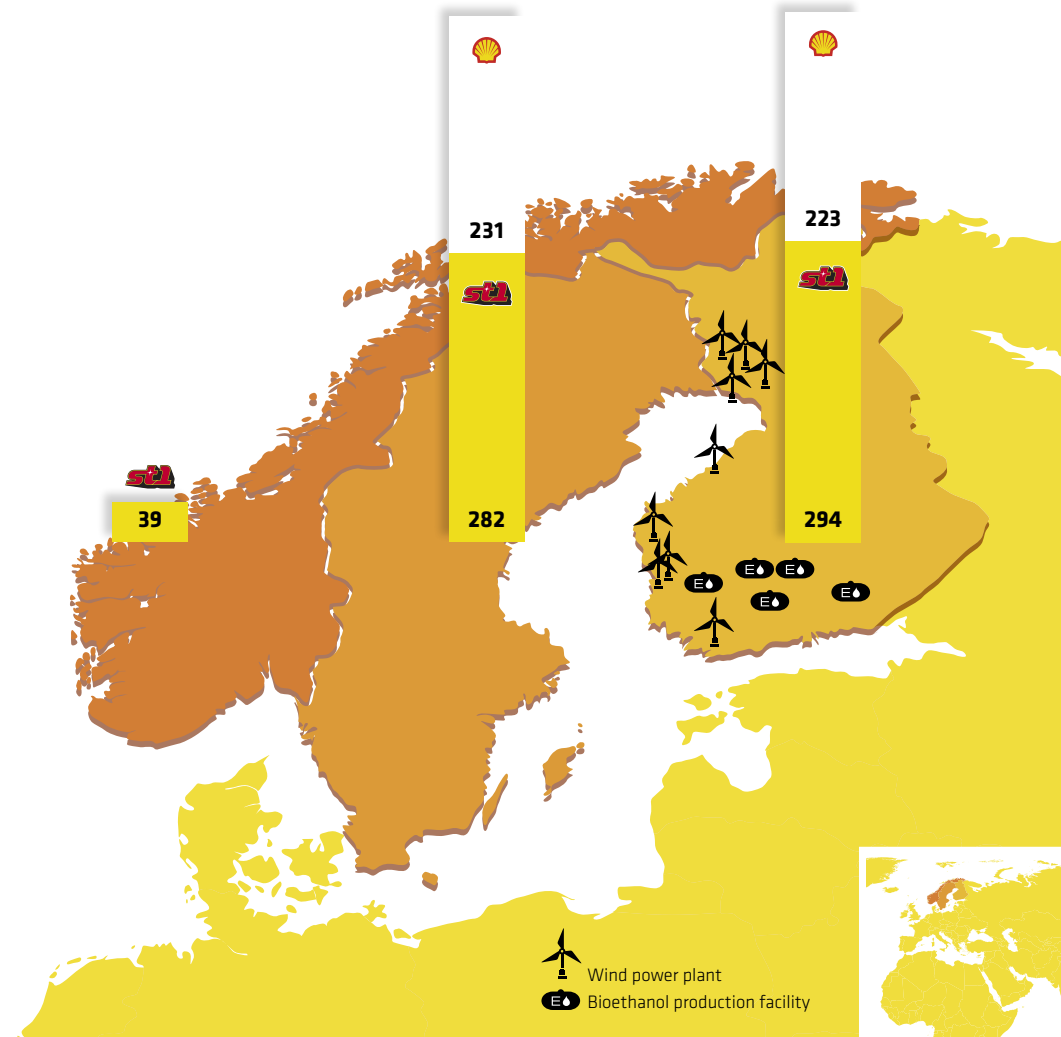 231
223
St1
St1
St1
39
282
294
E
E
E
E
E
Wind power plant
E
Bioethanol production facility